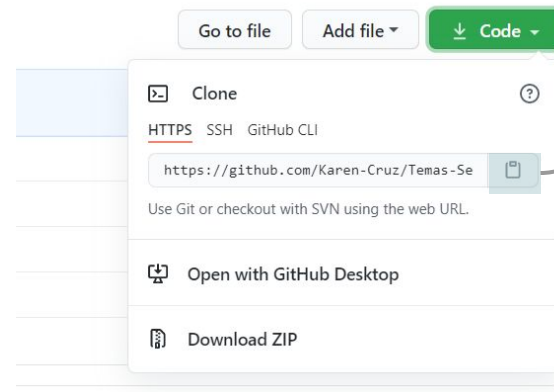 Go to file Add file Code
Clone
HTTPS SSH GitHub CLI
https://github.com/Karen-Cruz/Temas-Se
Use Git or checkout with SVN using the web URL.
Open with GitHub Desktop
Download ZIP